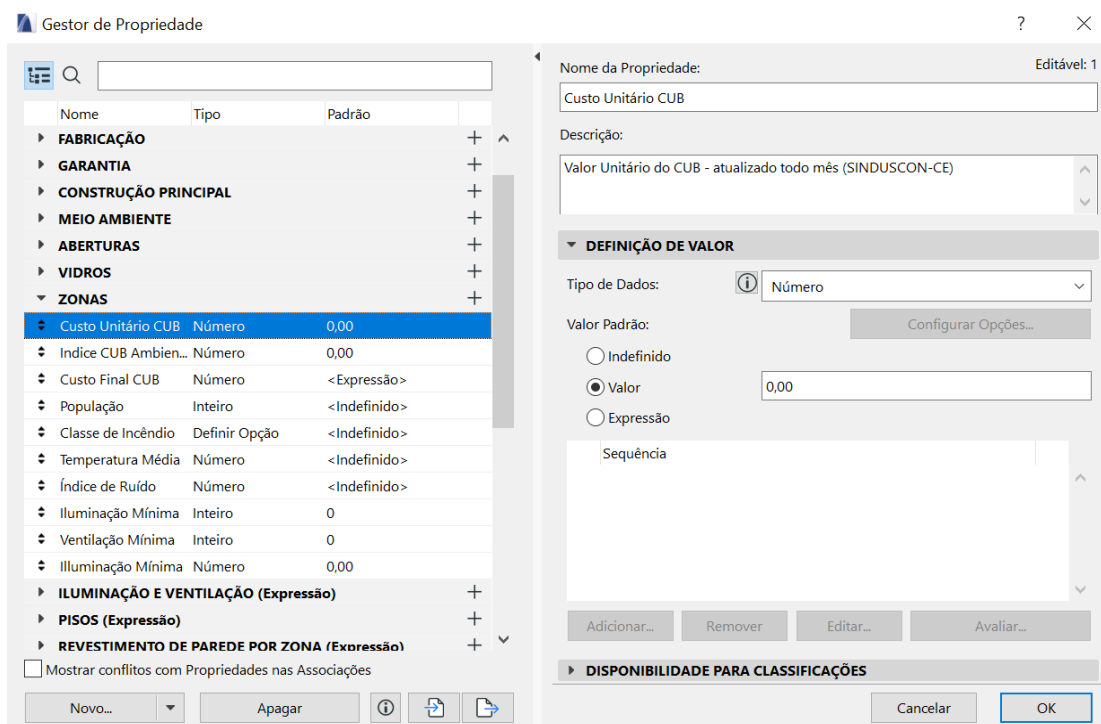 Gestor de Propriedade
?
Nome Tipo Padrão
FABRICAÇÃO
GARANTIA
CONSTRUÇÃO PRINCIPAL
MEIO AMBIENTE
ABERTURAS
VIDROS
ZONAS
Custo Unitário CUB Número 0,00
Indice CUB Ambien... Número 0,00
Custo Final CUB Número <Expressão>
População Inteiro <Indefinido>
Classe de Incêndio Definir Opção <Indefinido>
Temperatura Média Número <Indefinido>
Índice de Ruído Número <Indefinido>
Iluminação Mínima Inteiro 0
Ventilação Mínima Inteiro 0
Illuminação Mínima Número 0,00
ILUMINAÇÃO E VENTILAÇÃO (Expressão)
PISOS (Expressão)
REVESTIMENTO DE PAREDE POR ZONA (Expressão)
Mostrar conflitos com Propriedades nas Associações
Novo... Apagar
Nome da Propriedade: Editável: 1
Custo Unitário CUB
Descrição:
Valor Unitário do CUB - atualizado todo mês (SINDUSCON-CE)
DEFINIÇÃO DE VALOR
Tipo de Dados: Número
Valor Padrão: Configurar Opções...
Indefinido
Valor 0,00
Expressão
Sequência
Adicionar... Remover Editar... Avaliar...
DISPONIBILIDADE PARA CLASSIFICAÇÕES
Cancelar OK